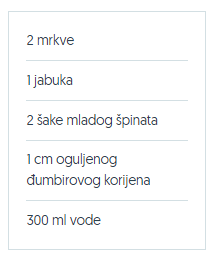 2 mrkve
1 jabuka
2 šake mladog špinata
1 cm oguljenog
đumbirovog korijena
300 ml vode